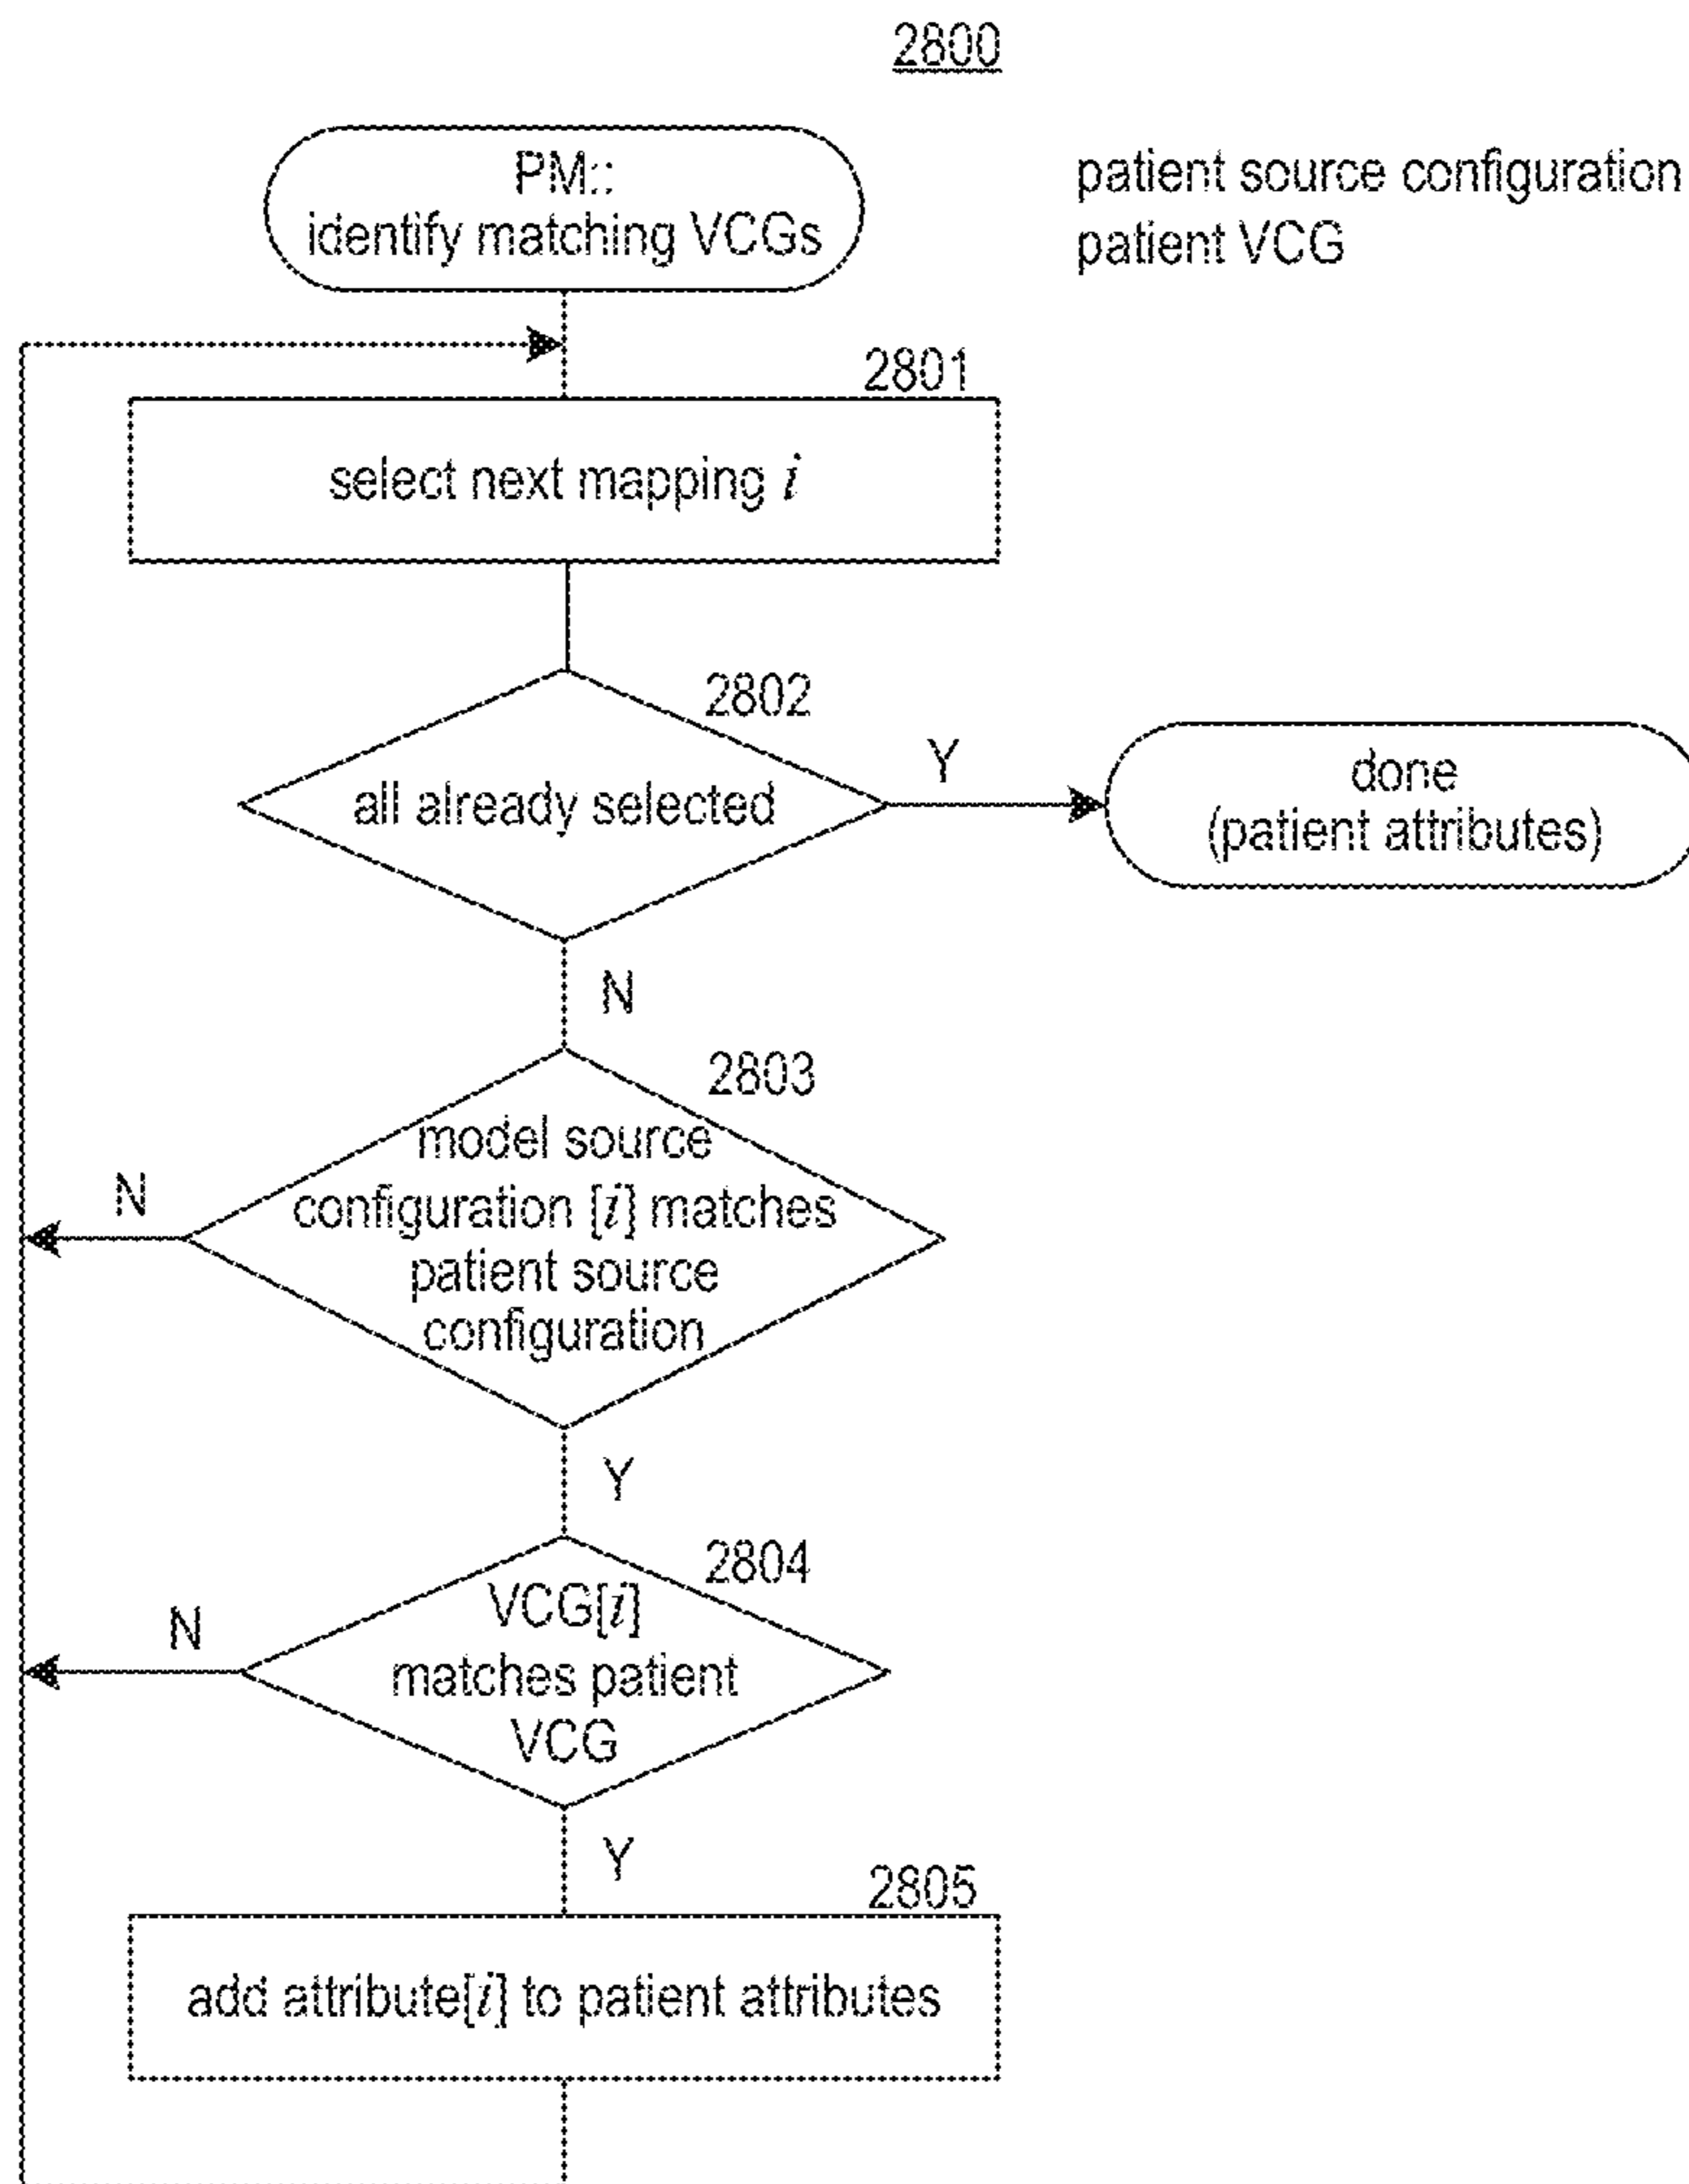 2800
PM::
identify matching VCGs
patient source configuration
patient VCG
2801
select next mapping i
2802
all already selected
Y
done
(patient attributes)
N
2803
model source
configuration [i] matches
patient source
configuration
N
Y
2804
VCG[i]
matches patient
VCG
N
Y
2805
add attribute[i] to patient attributes